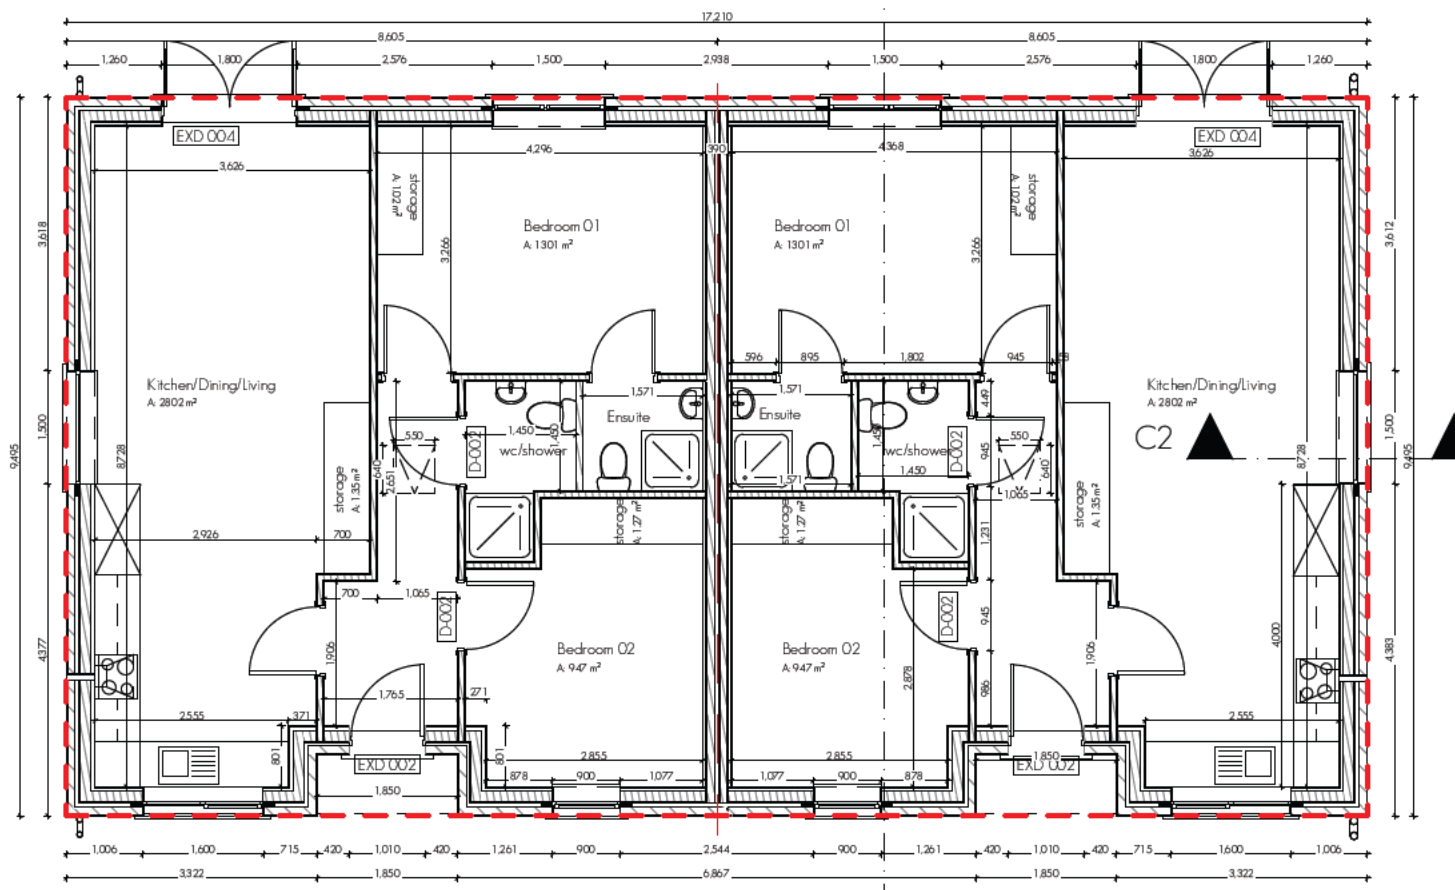 17,210
8,605
8,605
1,260
1,800
2,576
1,500
2,938
1,500
2,576
1,800
1,260
EXD 004
EXD 004
3,626
4,296
390
4,368
3,626
storage
A: 1.02 m²
storage
A: 1.02 m²
Bedroom 01
A: 13.01 m²
Bedroom 01
A: 13.01 m²
3,618
3,266
3,266
3,612
596
895
1,802
945
58
Kitchen/Dining/Living
A: 28.02 m²
Kitchen/Dining/Living
A: 28.02 m²
1,571
1,571
449
Ensuite
Ensuite
1,500
9,495
8,728
550
D-002
1,450
1,450
wc/shower
1,450
wc/shower
1,450
D-002
945
550
C2
8,728
1,500
9,495
640
2,651
storage
A: 1.35 m²
1,571
1,065
640
storage
A: 1.35 m²
storage
A: 1.27 m²
storage
A: 1.27 m²
2,926
700
1,231
700
1,065
D-002
D-002
945
4,377
1,906
Bedroom 02
A: 9.47 m²
Bedroom 02
A: 9.47 m²
2,878
1,906
4,000
4,383
986
1,765
271
2,555
371
2,555
801
801
2,855
2,855
EXD 002
1,850
EXD 002
878
900
1,077
1,077
900
878
1,850
1,006
1,600
715
420
1,010
420
1,261
900
2,544
900
1,261
420
1,010
420
715
1,600
1,006
3,322
1,850
6,867
1,850
3,322